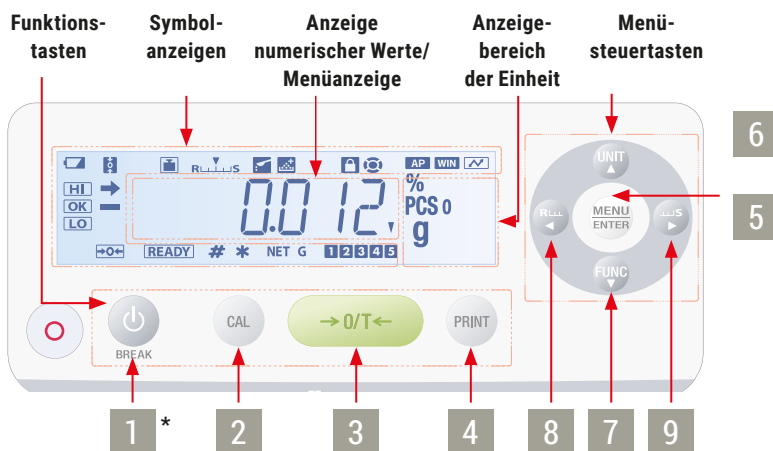 Funktions-
tasten
Symbol-
anzeigen
Anzeige
numerischer Werte/
Menüanzeige
Anzeige-
bereich
der Einheit
Menü-
steuertasten
R S
AP WIN
HI
OK
LO
0.012
%
PCS 0
g
→0←
READY # * NET G 1 2 3 4 5
UNIT
R
MENU
ENTER
S
FUNC
BREAK
CAL
→0/T←
PRINT
6
5
1 *
2
3
4
8
7
9